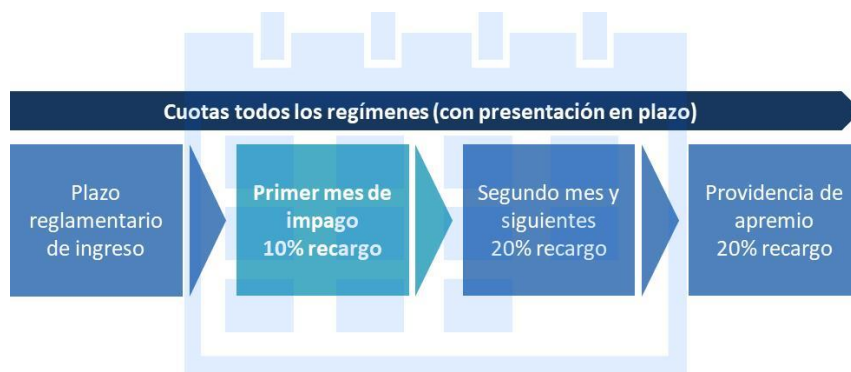 Cuotas todos los regímenes (con presentación en plazo)
Plazo
reglamentario
de ingreso
Primer mes de
impago
10% recargo
Segundo mes y
siguientes
20% recargo
Providencia de
apremio
20% recargo